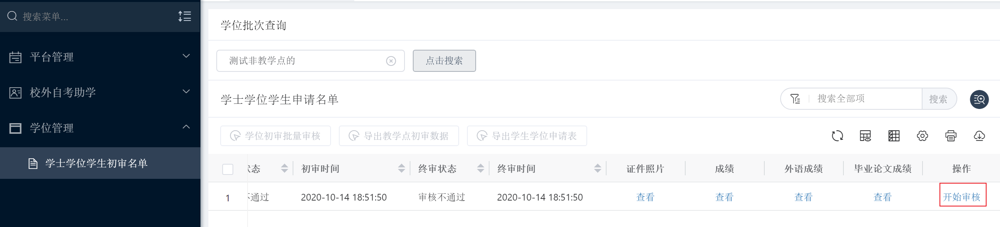 搜索菜单...
平台管理
校外自考助学
学位管理
学士学位学生初审名单
学位批次查询
测试非教学点的 点击搜索
学士学位学生申请名单 搜索全部项 搜索
学位初审批量审核 导出教学点初审数据 导出学生学位申请表
状态 初审时间 终审状态 终审时间 证件照片 成绩 外语成绩 毕业论文成绩 操作
1 不通过 2020-10-14 18:51:50 审核不通过 2020-10-14 18:51:50 查看 查看 查看 查看 开始审核